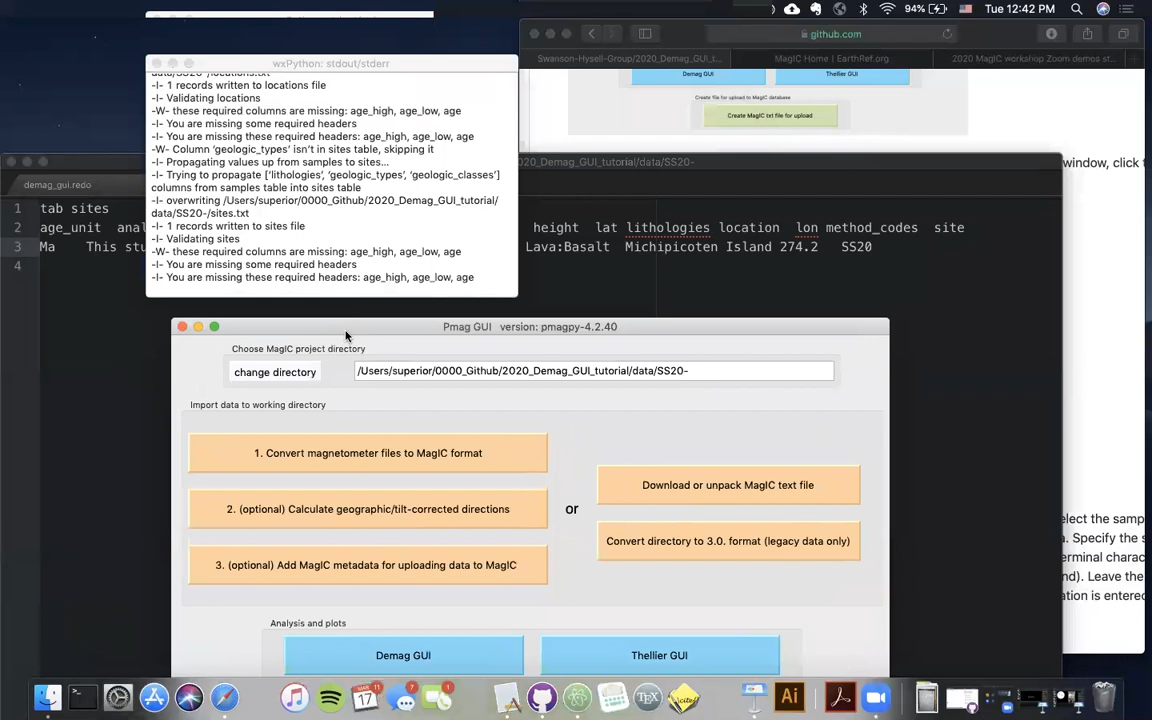 94%
Tue 12:42 PM
github.com
Swanson-Hysell-Group/2020_Demag_GUI_t...
MagIC Home | EarthRef.org
2020 MagIC workshop Zoom demos st...
Demag GUI
Thellier GUI
Create file for upload to MagIC database
Create MagIC txt file for upload
wxPython: stdout/stderr
data/SS20-/locations.txt
-I- 1 records written to locations file
-I- Validating locations
-W- these required columns are missing: age_high, age_low, age
-I- You are missing some required headers
-I- You are missing these required headers: age_high, age_low, age
-W- Column 'geologic_types' isn't in sites table, skipping it
-I- Propagating values up from samples to sites...
-I- Trying to propagate ['lithologies', 'geologic_types', 'geologic_classes']
columns from samples table into sites table
-I- overwriting /Users/superior/0000_Github/2020_Demag_GUI_tutorial/
data/SS20-/sites.txt
-I- 1 records written to sites file
-I- Validating sites
-W- these required columns are missing: age_high, age_low, age
-I- You are missing some required headers
-I- You are missing these required headers: age_high, age_low, age
2020_Demag_GUI_tutorial/data/SS20-
window, click t
demag_gui.redo
1 tab sites
2 age_unit anal height lat lithologies location lon method_codes site
3 Ma This stu Lava:Basalt Michipicoten Island 274.2 SS20
4
Pmag GUI version: pmagpy-4.2.40
Choose MagIC project directory
change directory
/Users/superior/0000_Github/2020_Demag_GUI_tutorial/data/SS20-
Import data to working directory
1. Convert magnetometer files to MagIC format
2. (optional) Calculate geographic/tilt-corrected directions
3. (optional) Add MagIC metadata for uploading data to MagIC
or
Download or unpack MagIC text file
Convert directory to 3.0. format (legacy data only)
elect the samp
a. Specify the s
erminal charac
nd). Leave the
ation is entered
Analysis and plots
Demag GUI
Thellier GUI
17
7
1
TEX
Ai